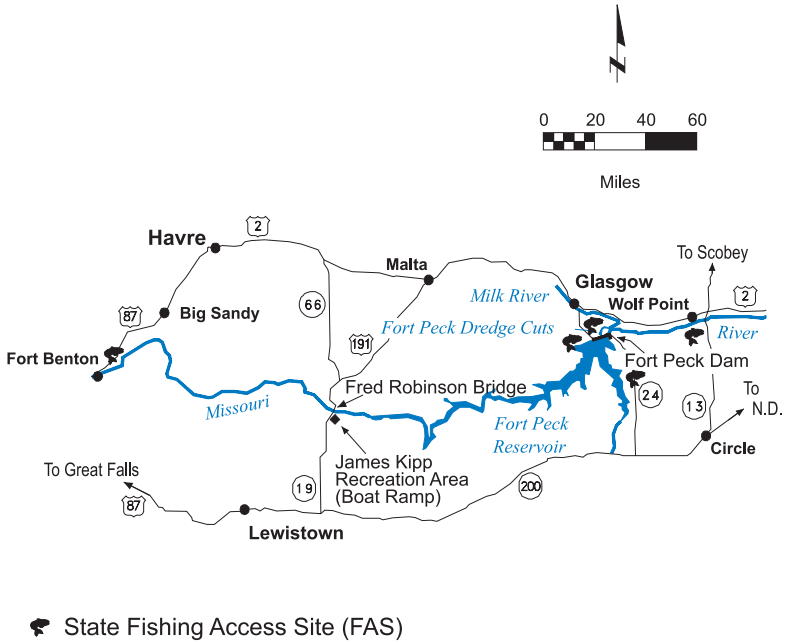 N
0 20 40 60
Miles
Havre
2
Malta
To Scobey
Glasgow
Milk River
Wolf Point
2
66
Big Sandy
87
Fort Peck Dredge Cuts
River
191
Fort Benton
Fort Peck Dam
Fred Robinson Bridge
Missouri
24
13
To
N.D.
Fort Peck
Reservoir
Circle
James Kipp
Recreation Area
(Boat Ramp)
To Great Falls
19
200
87
Lewistown
State Fishing Access Site (FAS)